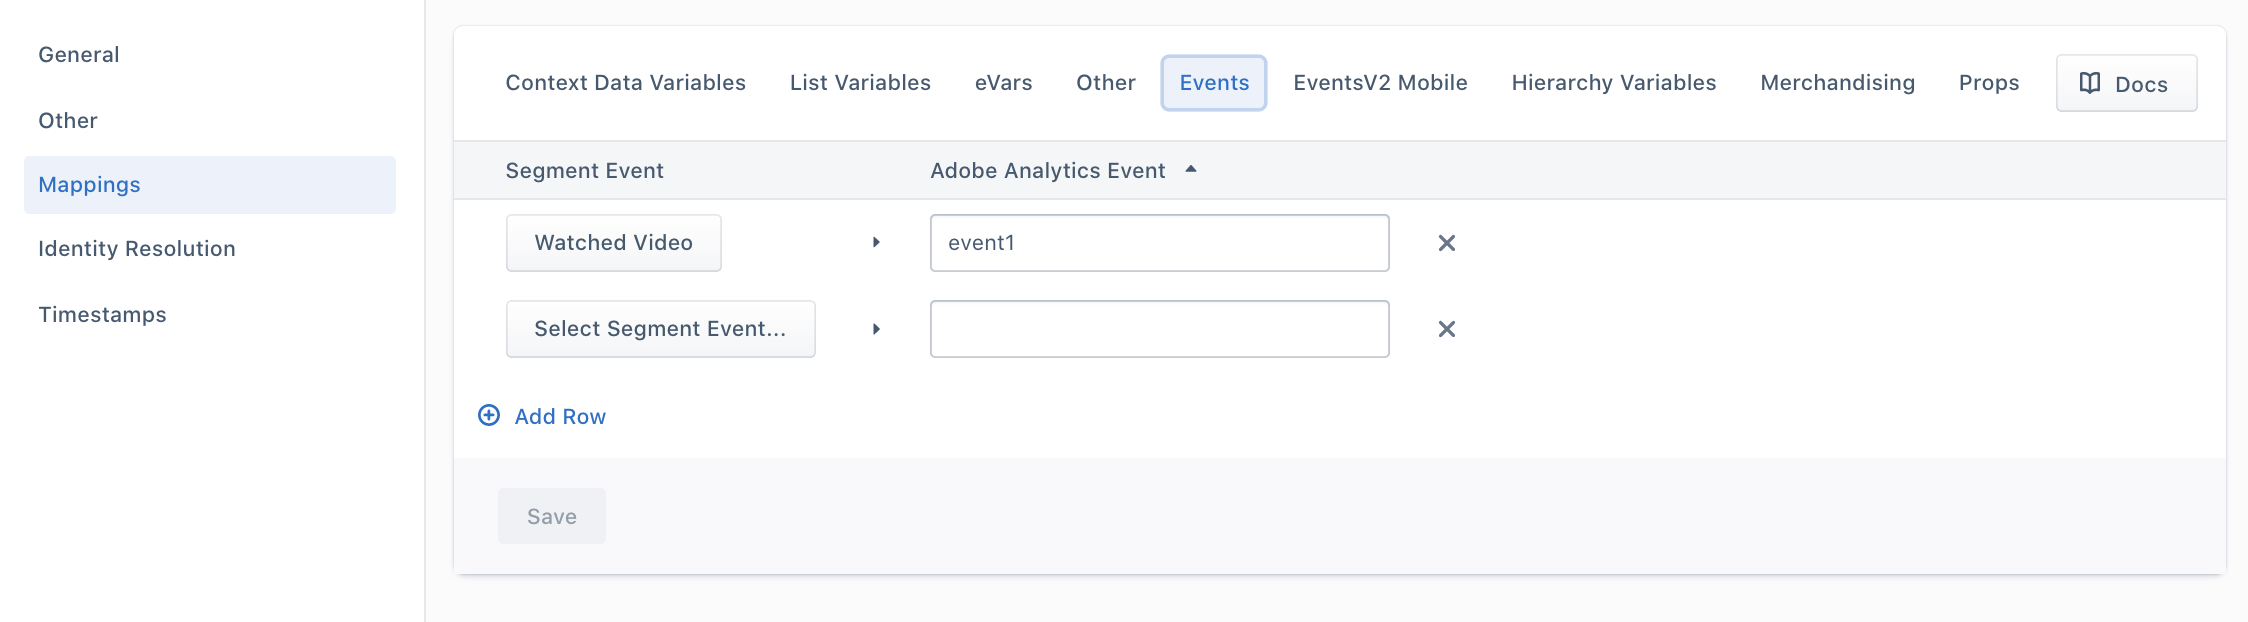 General
Other
Mappings
Identity Resolution
Timestamps
Context Data Variables List Variables eVars Other Events EventsV2 Mobile Hierarchy Variables Merchandising Props Docs
Segment Event Adobe Analytics Event
Watched Video event1
Select Segment Event...
Add Row
Save